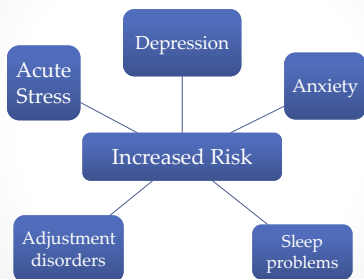 Depression
Acute
Stress
Anxiety
Increased Risk
Adjustment
disorders
Sleep
problems